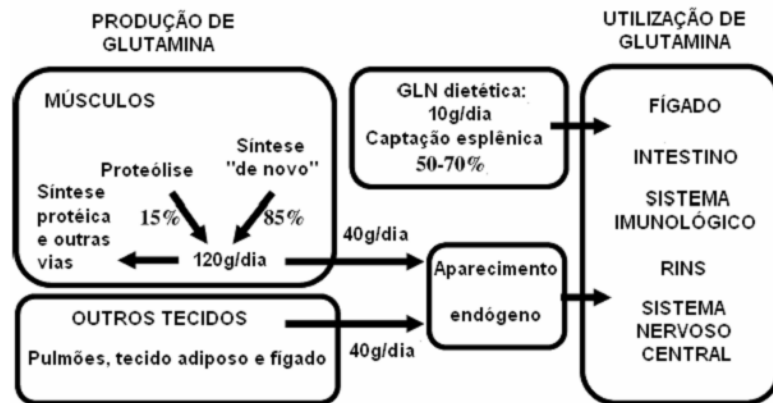 PRODUÇÃO DE
GLUTAMINA
MÚSCULOS
Proteólise
Síntese
"de novo"
Síntese
protéica
e outras
vias
15%
85%
120g/dia
40g/dia
OUTROS TECIDOS
Pulmões, tecido adiposo e fígado
40g/dia
GLN dietética:
10g/dia
Captação esplênica
50-70%
Aparecimento
endógeno
UTILIZAÇÃO DE
GLUTAMINA
FÍGADO
INTESTINO
SISTEMA
IMUNOLÓGICO
RINS
SISTEMA
NERVOSO
CENTRAL